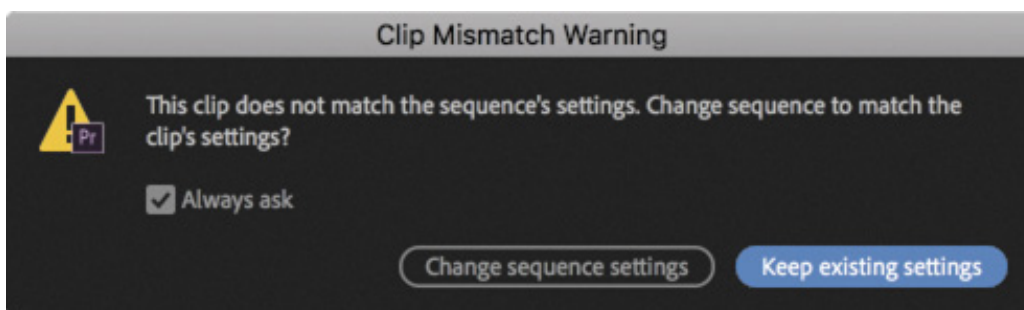 Clip Mismatch Warning
This clip does not match the sequence's settings. Change sequence to match the
clip's settings?
Pr
Always ask
Change sequence settings
Keep existing settings